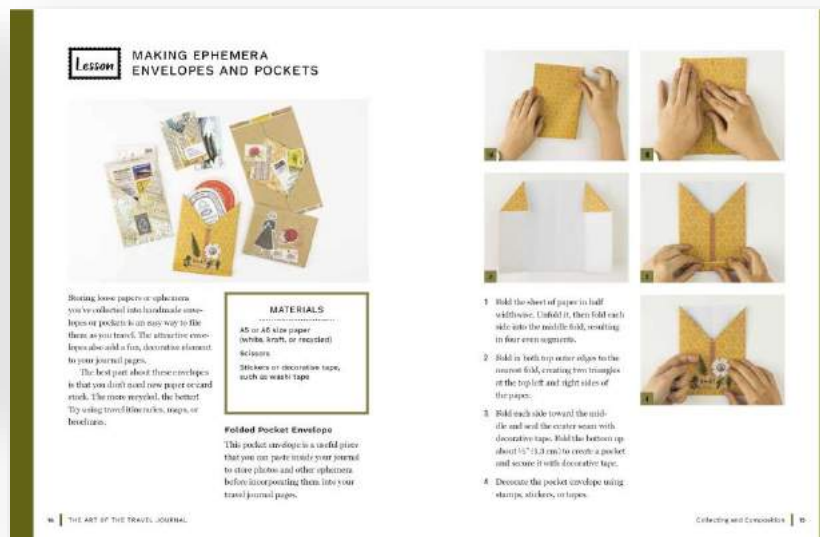 Lesson
MAKING EPHEMERA
ENVELOPES AND POCKETS
Storing loose papers or ephemera
you've collected into handmade enve-
lopes or pockets is an easy way to file
them as you travel. The attractive enve-
lopes also add a fun, decorative element
to your journal pages.
The best part about these envelopes
is that you don't need new paper or card
stock. The more recycled, the better!
Try using travel itineraries, maps, or
brochures.
MATERIALS
A5 or A6 size paper
(white, kraft, or recycled)
Scissors
Stickers or decorative tape,
such as washi tape
Folded Pocket Envelope
This pocket envelope is a useful piece
that you can paste inside your journal
to store photos and other ephemera
before incorporating them into your
travel journal pages.
THE ART OF THE TRAVEL JOURNAL
1 Fold the sheet of paper in half
widthwise. Unfold it, then fold each
side into the middle fold, resulting
in four even segments.
2 Fold in both top outer edges to the
nearest fold, creating two triangles
at the top left and right sides of
the paper.
3 Fold each side toward the mid-
dle and seal the center seam with
decorative tape. Fold the bottom up
about ½" (1.3 cm) to create a pocket
and secure it with decorative tape.
4 Decorate the pocket envelope using
stamps, stickers, or tapes.
Collecting and Composition